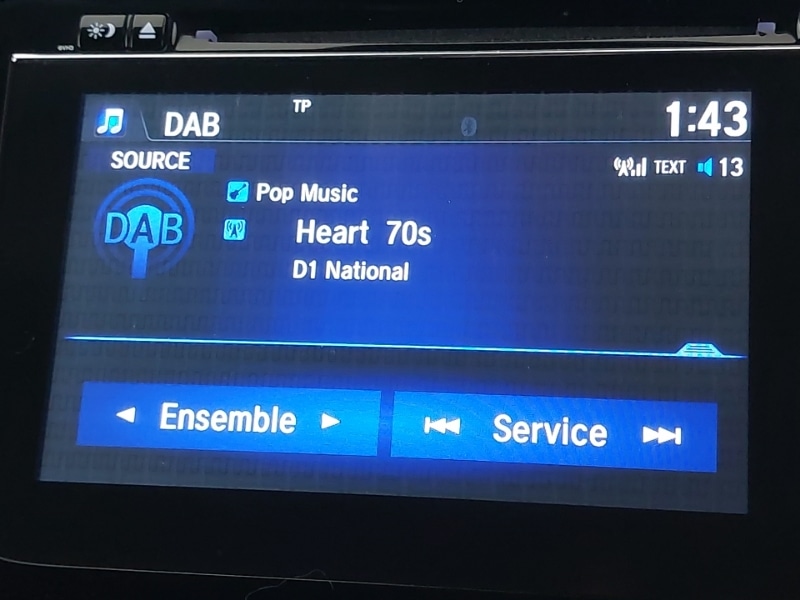 DAB
TP
1:43
SOURCE
TEXT
13
DAB
Pop Music
Heart 70s
D1 National
Ensemble
Service